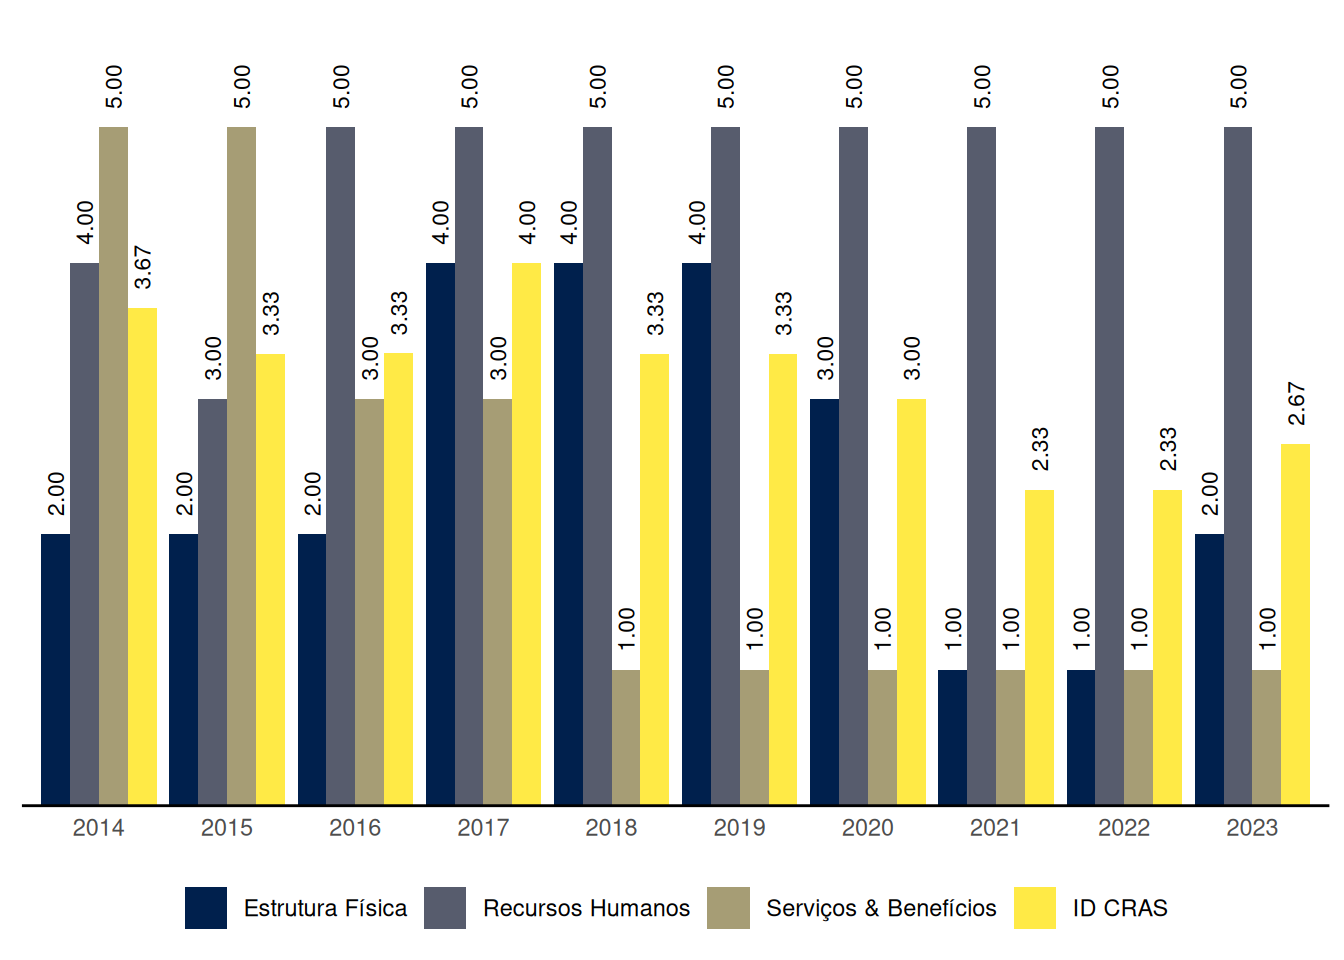 2.00 4.00 5.00 3.67
2.00 3.00 5.00 3.33
2.00 5.00 3.00 3.33
4.00 5.00 3.00 4.00
4.00 5.00 1.00 3.33
4.00 5.00 1.00 3.33
3.00 5.00 1.00 3.00
1.00 5.00 1.00 2.33
1.00 5.00 1.00 2.33
2.00 5.00 1.00 2.67
2014 2015 2016 2017 2018 2019 2020 2021 2022 2023
Estrutura Física Recursos Humanos Serviços & Benefícios ID CRAS